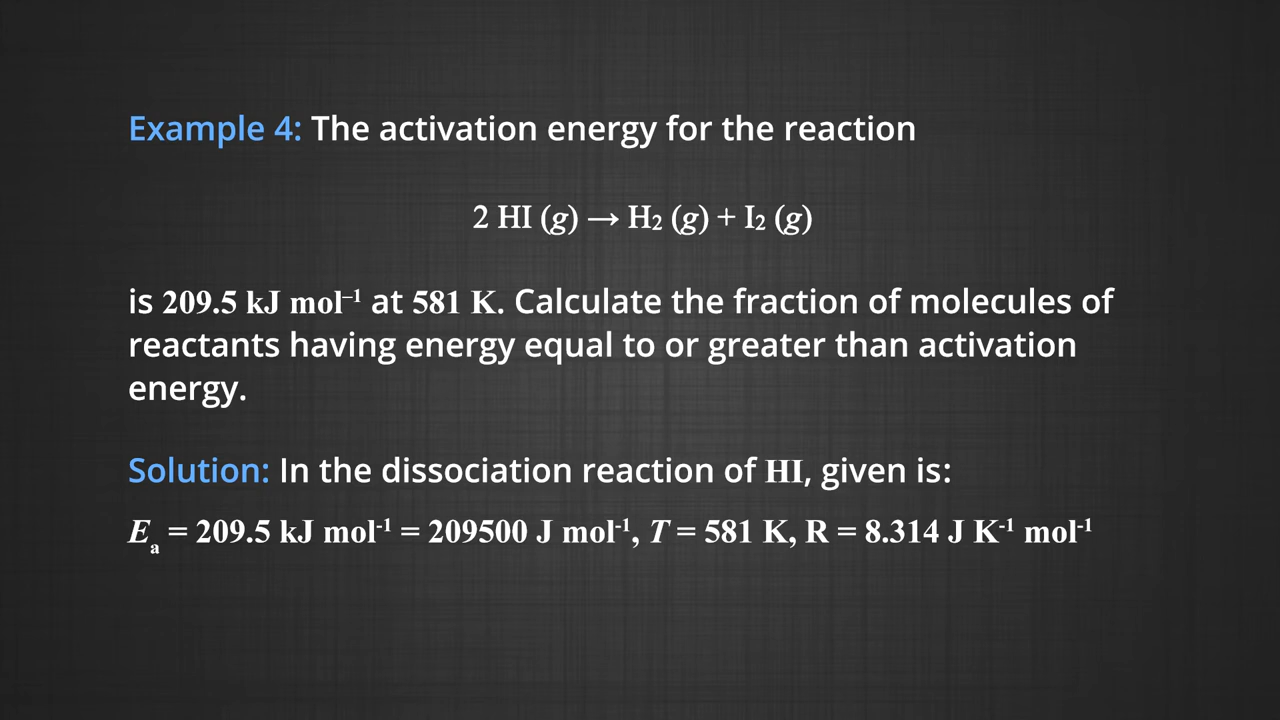 Example 4: The activation energy for the reaction
2 HI (g) → H₂ (g) + I₂ (g)
is 209.5 kJ mol⁻¹ at 581 K. Calculate the fraction of molecules of
reactants having energy equal to or greater than activation
energy.
Solution: In the dissociation reaction of HI, given is:
Eₐ = 209.5 kJ mol⁻¹ = 209500 J mol⁻¹, T = 581 K, R = 8.314 J K⁻¹ mol⁻¹